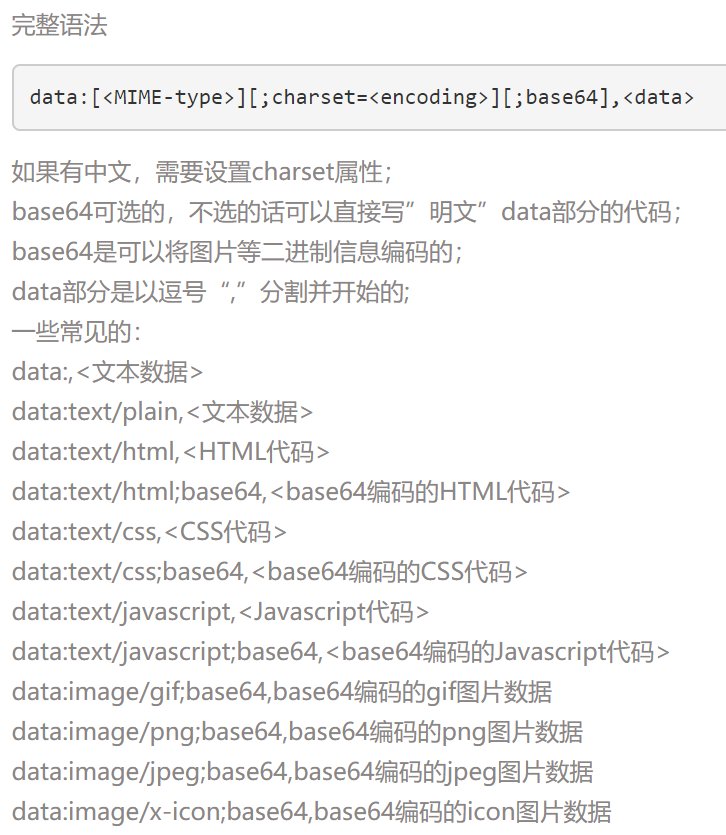 完整语法
data:[<MIME-type>][;charset=<encoding>][;base64],<data>
如果有中文，需要设置charset属性；
base64可选的，不选的话可以直接写”明文”data部分的代码；
base64是可以将图片等二进制信息编码的；
data部分是以逗号“,”分割并开始的;
一些常见的：
data:,<文本数据>
data:text/plain,<文本数据>
data:text/html,<HTML代码>
data:text/html;base64,<base64编码的HTML代码>
data:text/css,<CSS代码>
data:text/css;base64,<base64编码的CSS代码>
data:text/javascript,<Javascript代码>
data:text/javascript;base64,<base64编码的Javascript代码>
data:image/gif;base64,base64编码的gif图片数据
data:image/png;base64,base64编码的png图片数据
data:image/jpeg;base64,base64编码的jpeg图片数据
data:image/x-icon;base64,base64编码的icon图片数据